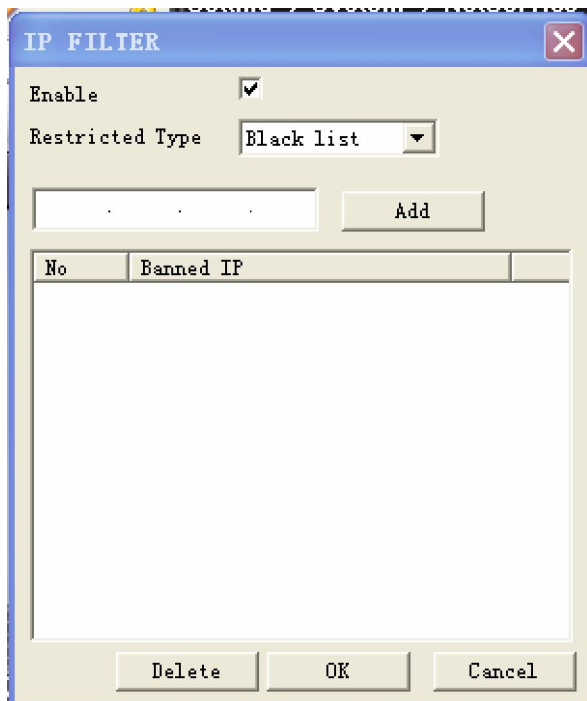 IP FILTER
Enable
Restricted Type Black list
. . . Add
No Banned IP
Delete OK Cancel